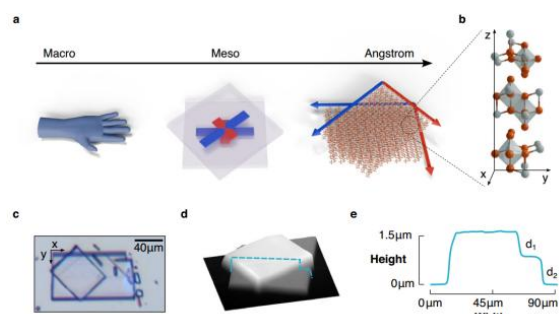 a
Macro Meso Angstrom
b
z
x y
c
x
y
40μm
d
e
1.5μm
Height
0μm
d₁
d₂
0μm 45μm 90μm